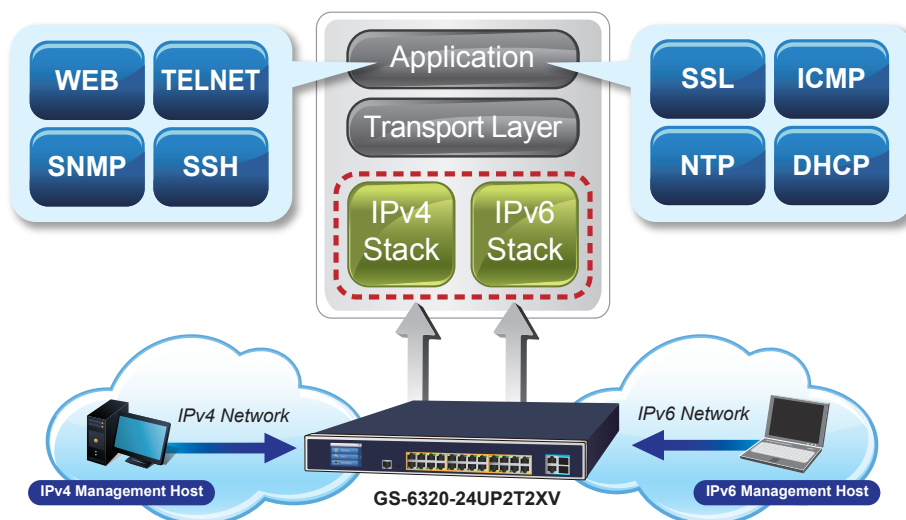 WEB
TELNET
SNMP
SSH
Application
Transport Layer
IPv4
Stack
IPv6
Stack
SSL
ICMP
NTP
DHCP
IPv4 Network
IPv4 Management Host
GS-6320-24UP2T2XV
IPv6 Network
IPv6 Management Host